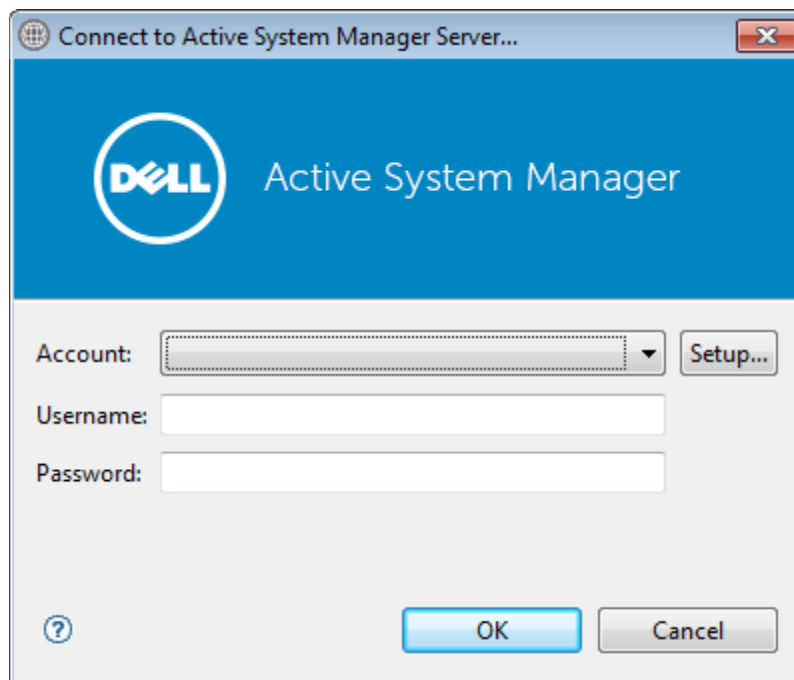 Connect to Active System Manager Server...
DELL
Active System Manager
Account:
Setup...
Username:
Password:
?
OK
Cancel